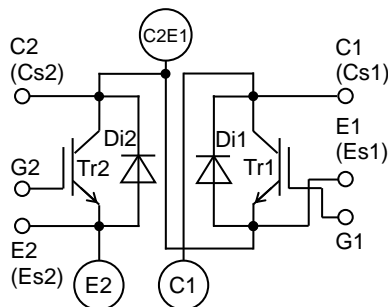 C2E1
C2
(Cs2)
C1
(Cs1)
Di2
Di1
E1
(Es1)
G2
Tr2
Tr1
E2
(Es2)
G1
E2
C1